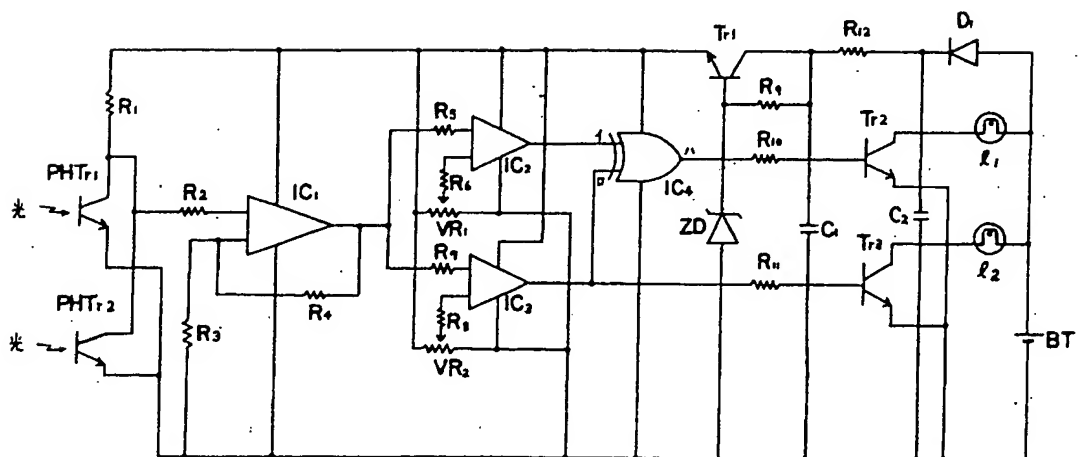 Tr1
R12
D1
R1
R5
R9
Tr2
l1
PHTr1
IC2
R10
光
R2
IC1
R6
IC4
VR1
ZD
C1
C2
R9
Tr3
l2
PHTr2
R4
IC3
R11
光
R3
R8
VR2
BT